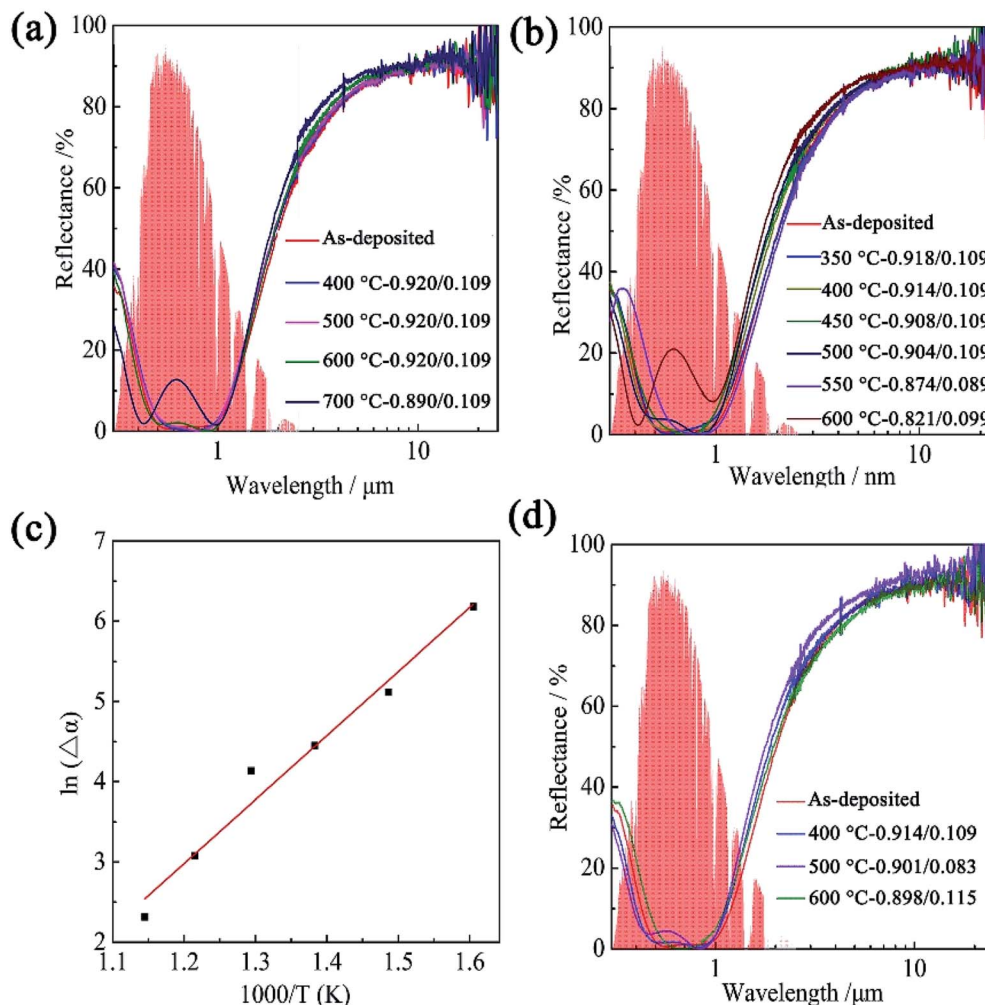 (a)
100
80
60
40
20
0
Reflectance /%
As-deposited
400 °C-0.920/0.109
500 °C-0.920/0.109
600 °C-0.920/0.109
700 °C-0.890/0.109
1
10
Wavelength / μm
(b)
100
80
60
40
20
0
Reflectance /%
As-deposited
350 °C-0.918/0.109
400 °C-0.914/0.109
450 °C-0.908/0.109
500 °C-0.904/0.109
550 °C-0.874/0.089
600 °C-0.821/0.099
1
10
Wavelength / nm
(c)
7
6
5
4
3
2
ln (△α)
1.1
1.2
1.3
1.4
1.5
1.6
1000/T (K)
(d)
100
80
60
40
20
0
Reflectance / %
As-deposited
400 °C-0.914/0.109
500 °C-0.901/0.083
600 °C-0.898/0.115
1
10
Wavelength /μm